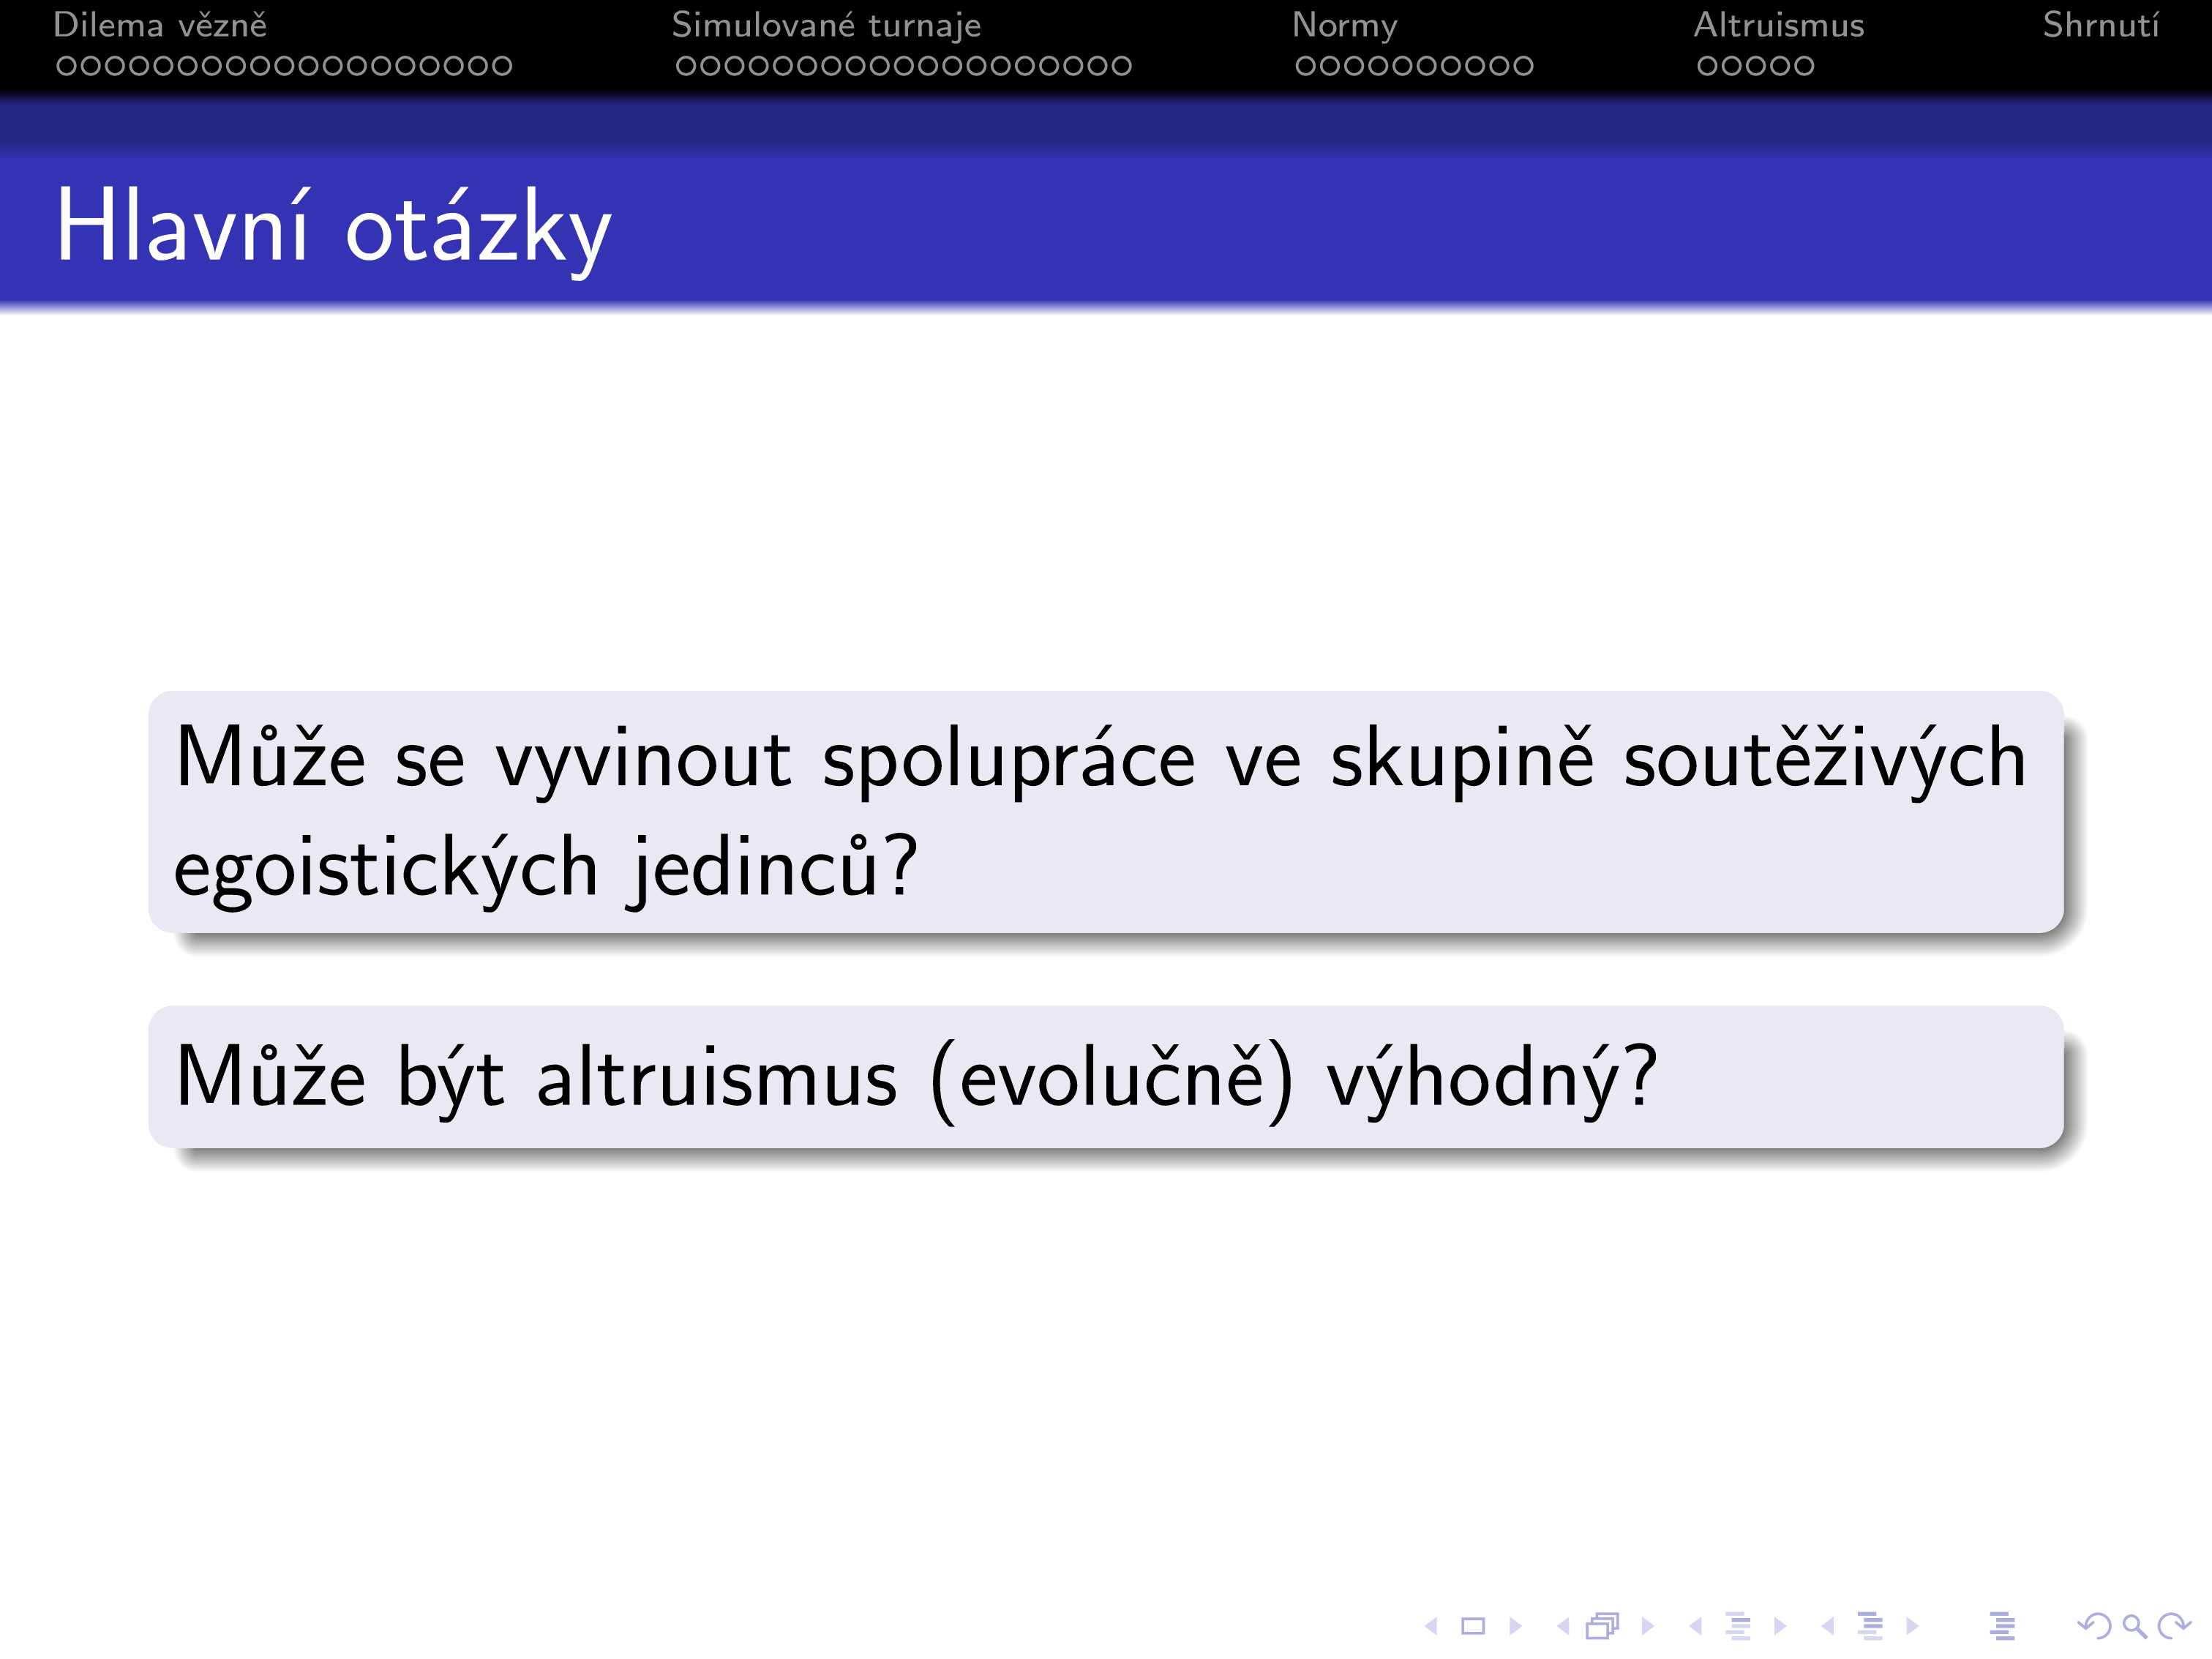 Dilema vězně
Simulované turnaje
Normy
Altruismus
Shrnutí
Hlavní otázky
Může se vyvinout spolupráce ve skupině soutěživých
egoistických jedinců?
Může být altruismus (evolučně) výhodný?